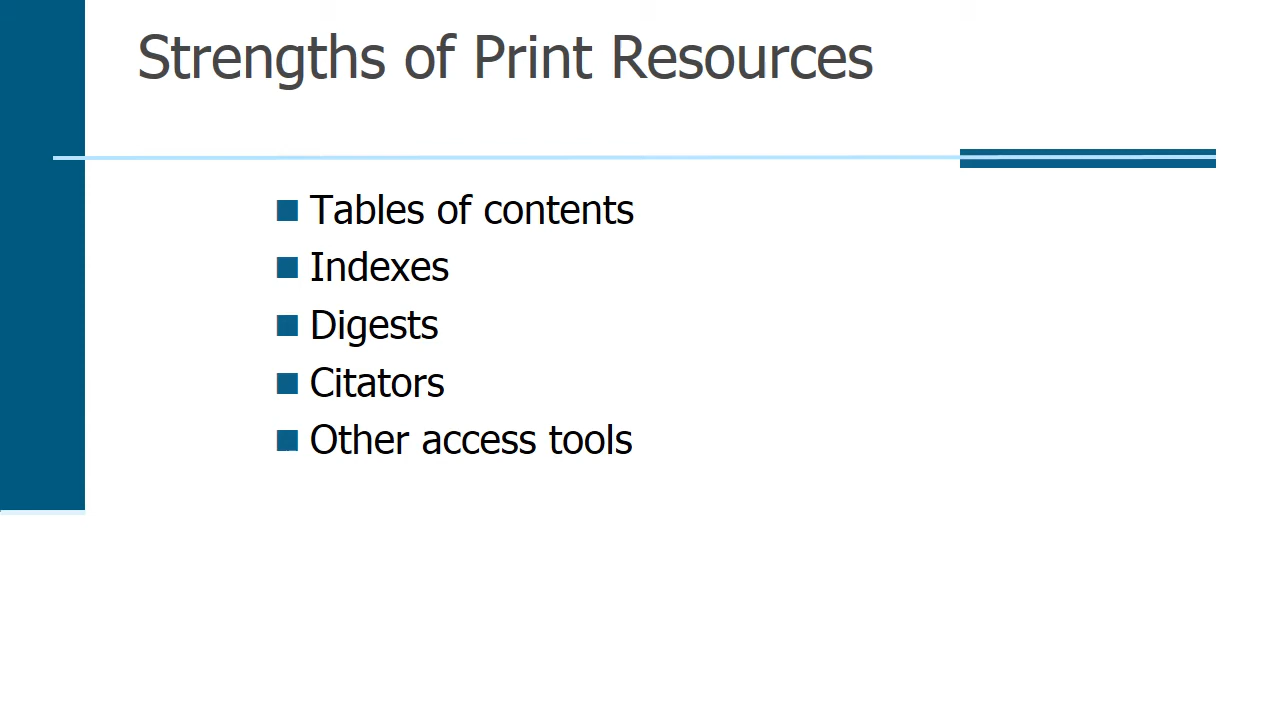 Strengths of Print Resources
Tables of contents
Indexes
Digests
Citators
Other access tools